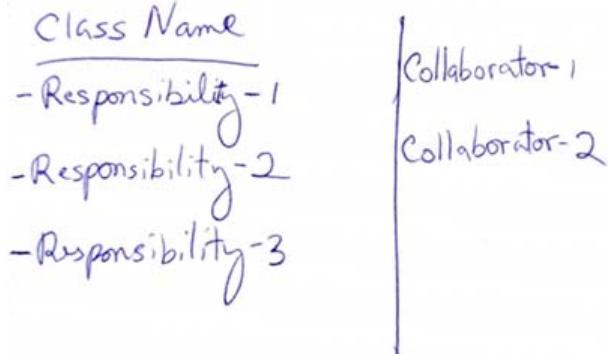 Class Name
-Responsibility-1
-Responsibility-2
-Responsibility-3
Collaborator-1
Collaborator-2